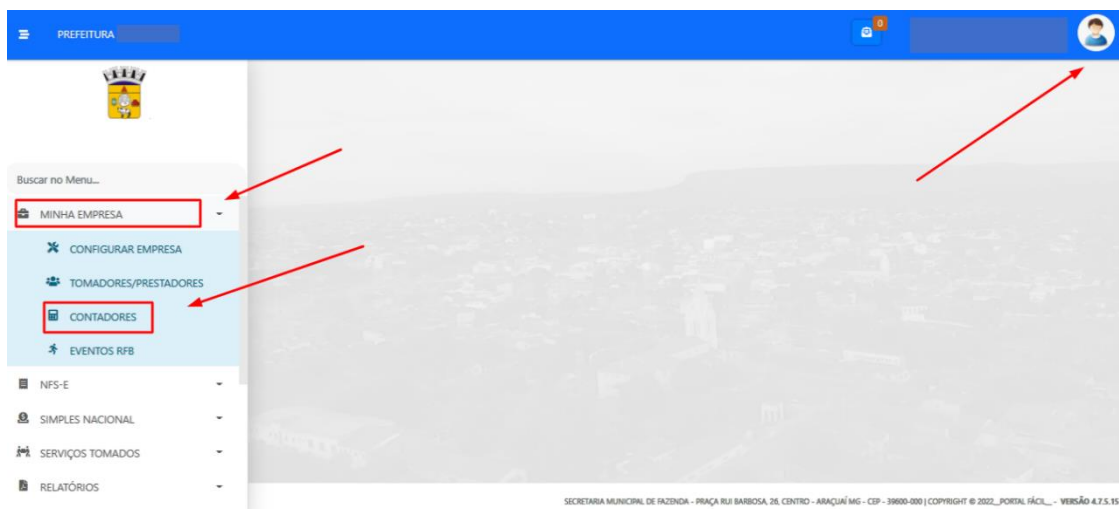 PREFEITURA
0
Buscar no Menu...
MINHA EMPRESA
CONFIGURAR EMPRESA
TOMADORES/PRESTADORES
CONTADORES
EVENTOS RFB
NFS-E
SIMPLES NACIONAL
SERVIÇOS TOMADOS
RELATÓRIOS
SECRETARIA MUNICIPAL DE FAZENDA - PRAÇA RUI BARBOSA, 26, CENTRO - ARAÇUAÍ MG - CEP - 39600-000 | COPYRIGHT © 2022__PORTAL FÁCIL__ - VERSÃO 4.7.5.15